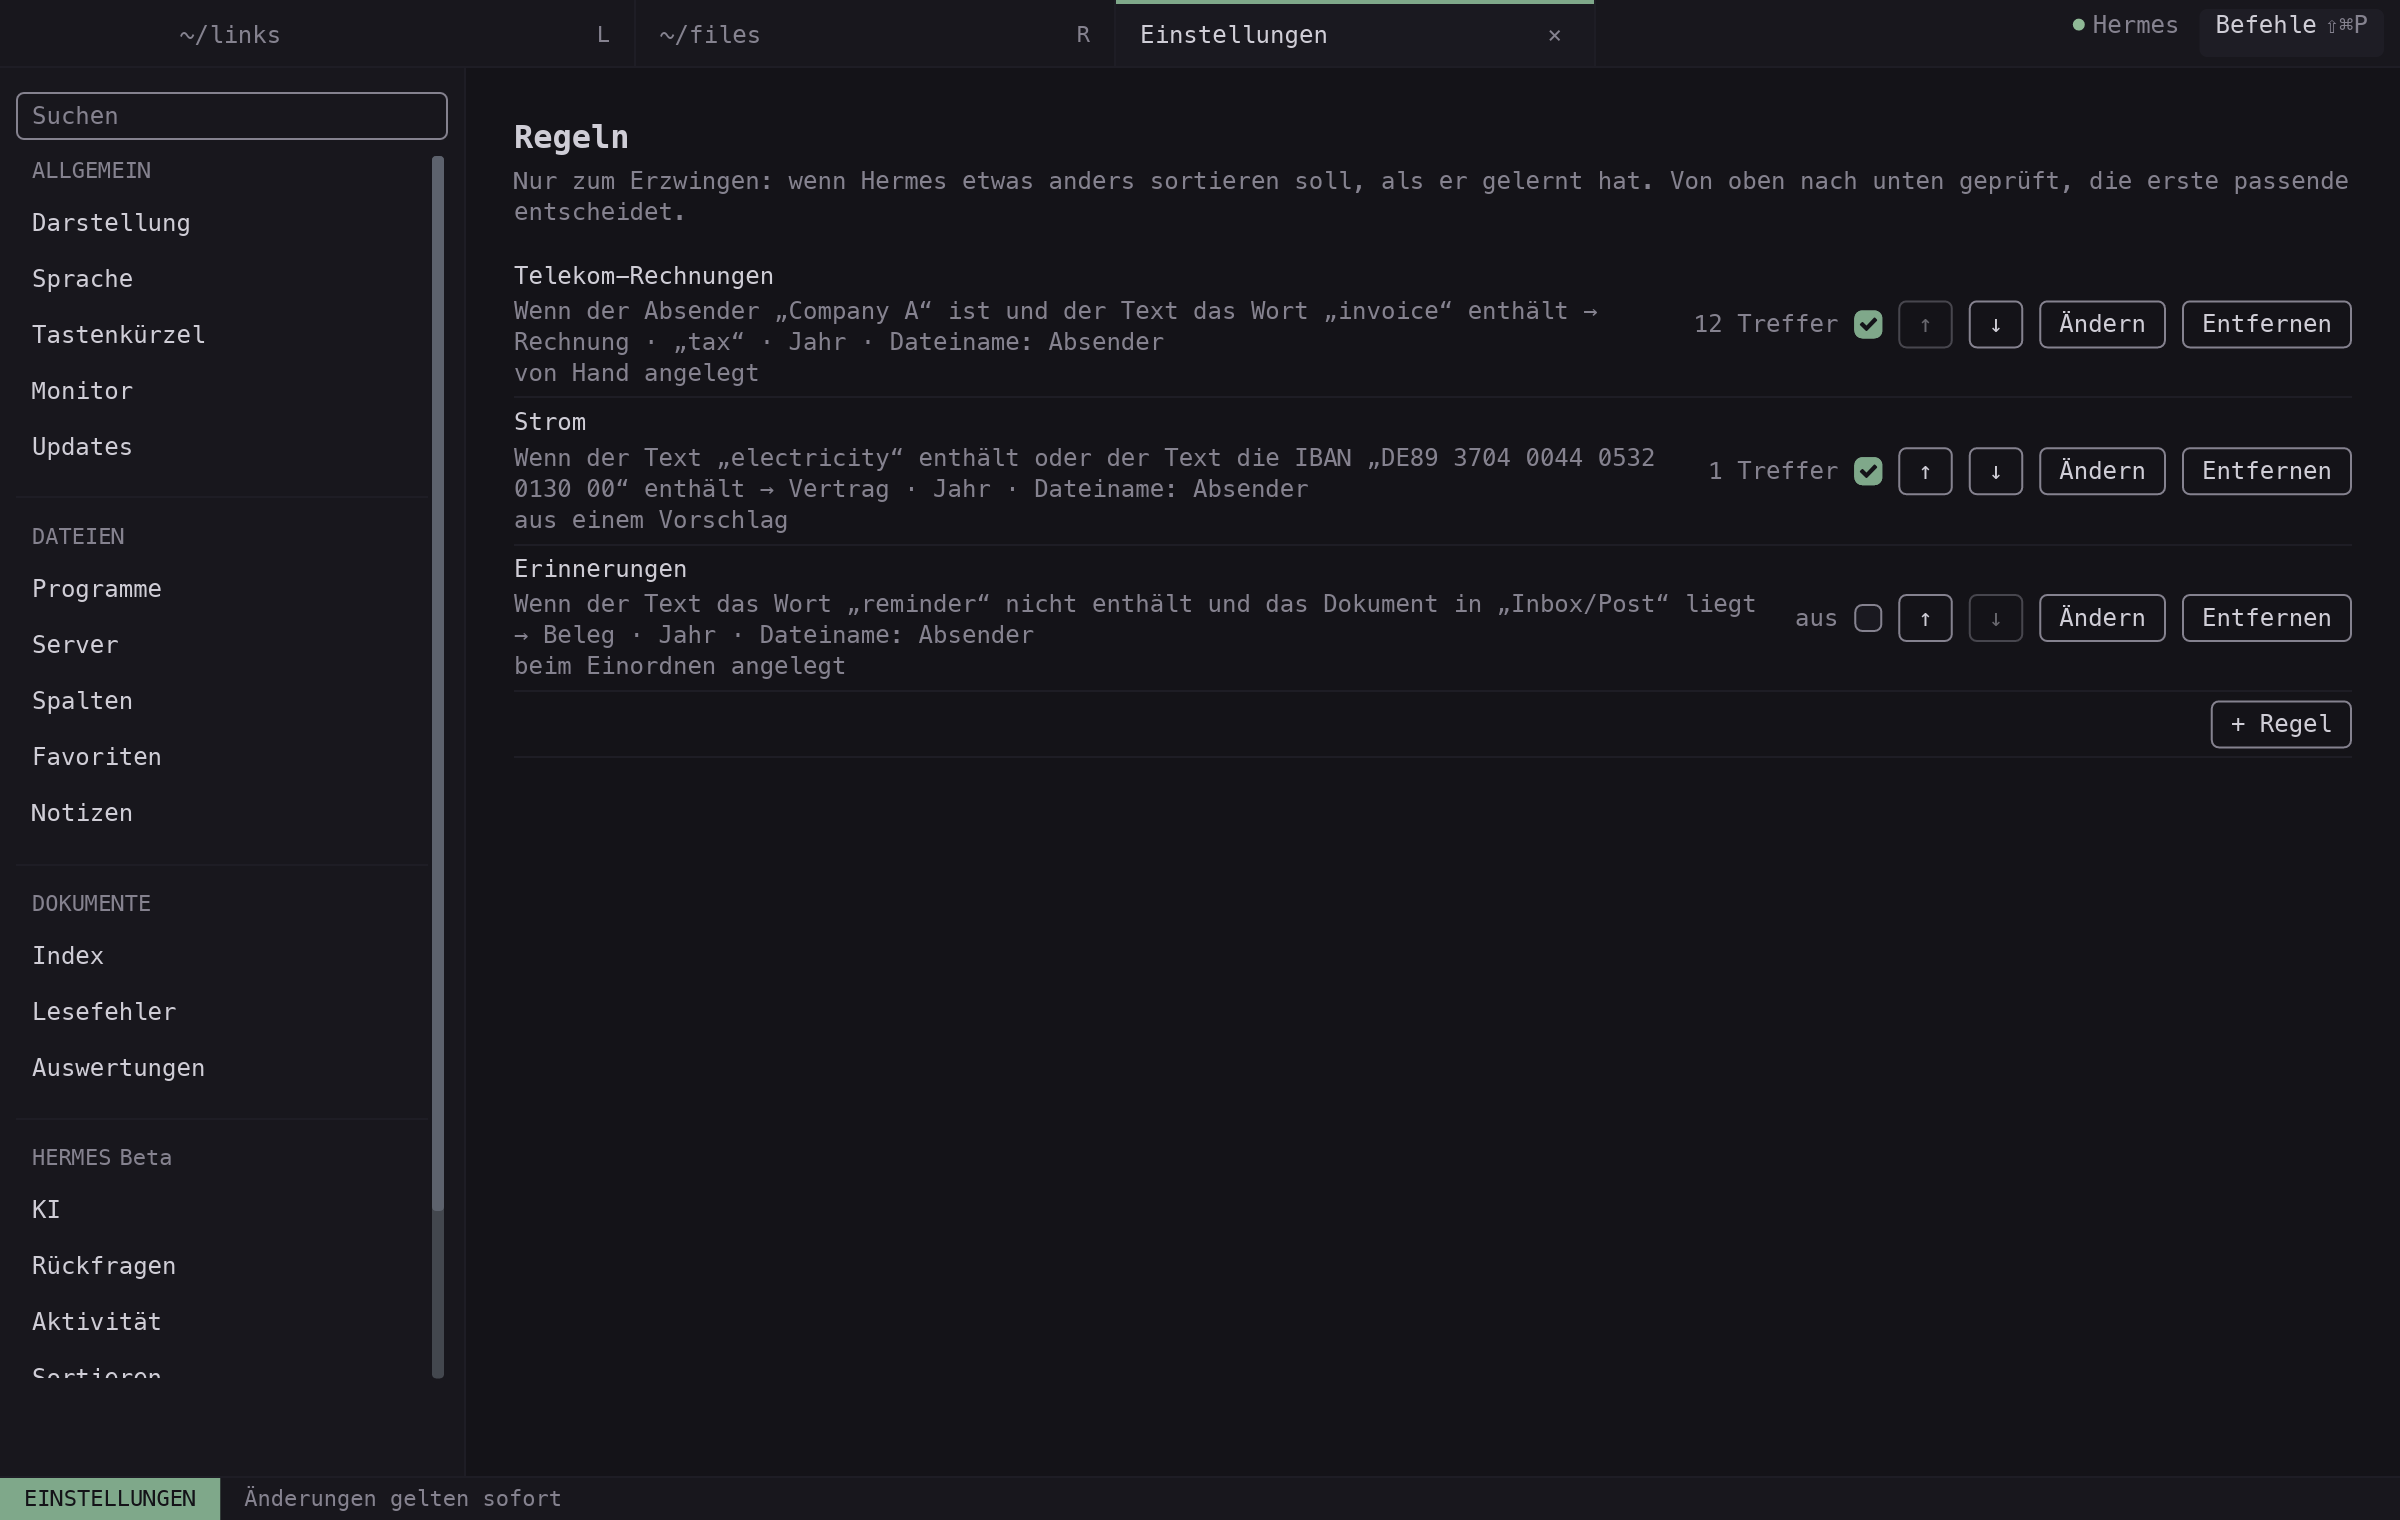 ~/links L ~/files R Einstellungen × Hermes Befehle ⇧⌘P
Suchen
ALLGEMEIN
Darstellung
Sprache
Tastenkürzel
Monitor
Updates
DATEIEN
Programme
Server
Spalten
Favoriten
Notizen
DOKUMENTE
Index
Lesefehler
Auswertungen
HERMES Beta
KI
Rückfragen
Aktivität
Sortieren
Regeln
Nur zum Erzwingen: wenn Hermes etwas anders sortieren soll, als er gelernt hat. Von oben nach unten geprüft, die erste passende
entscheidet.
Telekom-Rechnungen
Wenn der Absender „Company A“ ist und der Text das Wort „invoice“ enthält →
Rechnung · „tax“ · Jahr · Dateiname: Absender
von Hand angelegt
12 Treffer ↑ ↓ Ändern Entfernen
Strom
Wenn der Text „electricity“ enthält oder der Text die IBAN „DE89 3704 0044 0532
0130 00“ enthält → Vertrag · Jahr · Dateiname: Absender
aus einem Vorschlag
1 Treffer ↑ ↓ Ändern Entfernen
Erinnerungen
Wenn der Text das Wort „reminder“ nicht enthält und das Dokument in „Inbox/Post“ liegt
→ Beleg · Jahr · Dateiname: Absender
beim Einordnen angelegt
aus ↑ ↓ Ändern Entfernen
+ Regel
EINSTELLUNGEN Änderungen gelten sofort